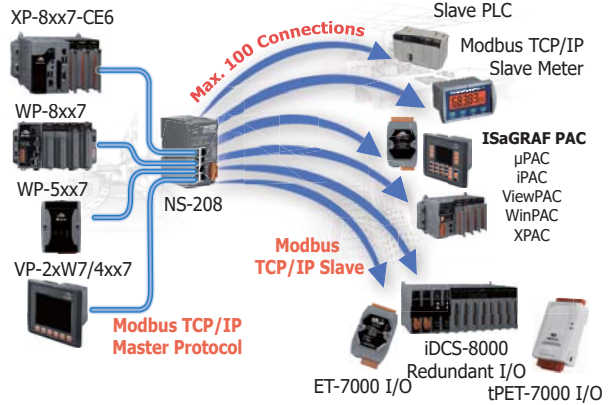 XP-8xx7-CE6
WP-8xx7
WP-5xx7
VP-2xW7/4xx7
NS-208
Max. 100 Connections
Modbus TCP/IP
Master Protocol
Modbus
TCP/IP Slave
Slave PLC
Modbus TCP/IP
Slave Meter
ISaGRAF PAC
µPAC
iPAC
ViewPAC
WinPAC
XPAC
ET-7000 I/O
iDCS-8000
Redundant I/O
tPET-7000 I/O